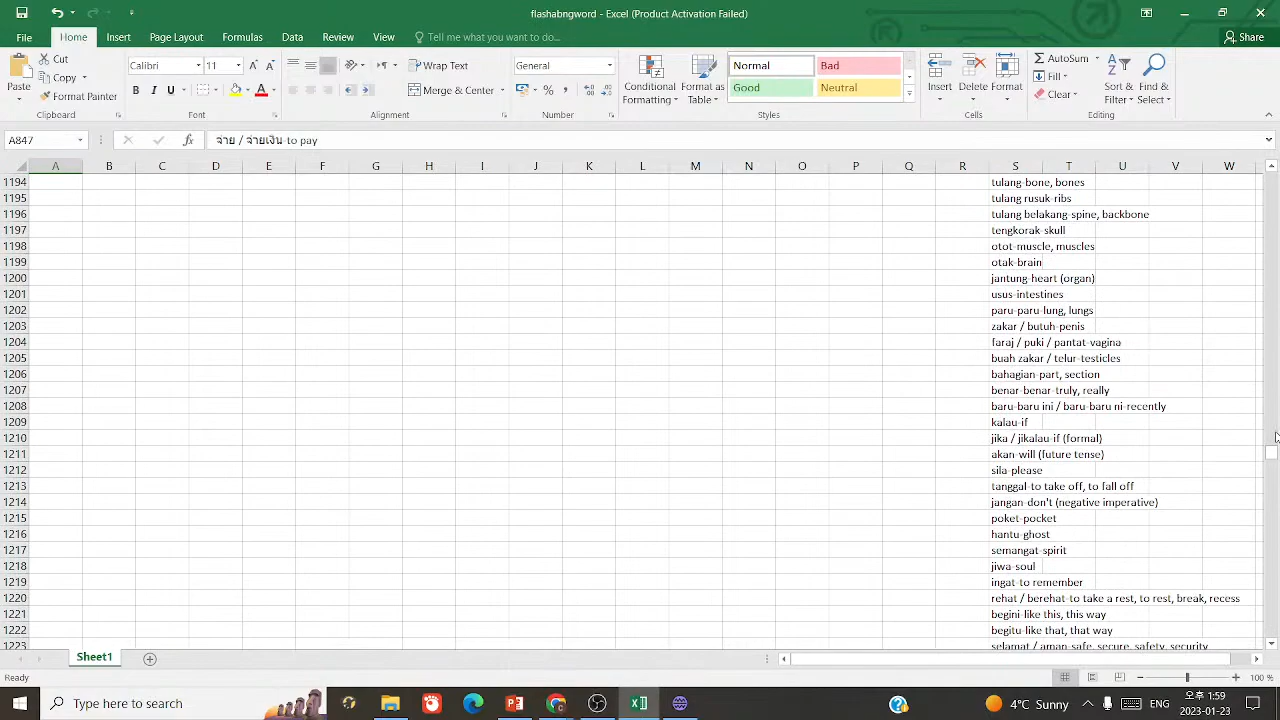 flashabngword - Excel (Product Activation Failed)
File Home Insert Page Layout Formulas Data Review View Tell me what you want to do... Share
Paste Cut Copy Format Painter Clipboard
Calibri 11 B I U A A A Font
Wrap Text Merge & Center Alignment
General % , Number
Conditional Formatting Format as Table Normal Bad Good Neutral Styles
Insert Delete Format Cells
AutoSum Fill Clear Sort & Filter Find & Select Editing
A847 fx จ่าย / จ่ายเงิน-to pay
A B C D E F G H I J K L M N O P Q R S T U V W
1194 tulang-bone, bones
1195 tulang rusuk-ribs
1196 tulang belakang-spine, backbone
1197 tengkorak-skull
1198 otot-muscle, muscles
1199 otak-brain
1200 jantung-heart (organ)
1201 usus-intestines
1202 paru-paru-lung, lungs
1203 zakar / butuh-penis
1204 faraj / puki / pantat-vagina
1205 buah zakar / telur-testicles
1206 bahagian-part, section
1207 benar-benar-truly, really
1208 baru-baru ini / baru-baru ni-recently
1209 kalau-if
1210 jika / jikalau-if (formal)
1211 akan-will (future tense)
1212 sila-please
1213 tanggal-to take off, to fall off
1214 jangan-don't (negative imperative)
1215 poket-pocket
1216 hantu-ghost
1217 semangat-spirit
1218 jiwa-soul
1219 ingat-to remember
1220 rehat / berehat-to take a rest, to rest, break, recess
1221 begini-like this, this way
1222 begitu-like that, that way
1223 selamat / aman-safe, secure, safety, security
Sheet1
Ready 100 %
Type here to search 4°C Sunny ENG 오후 1:59
2023-01-23